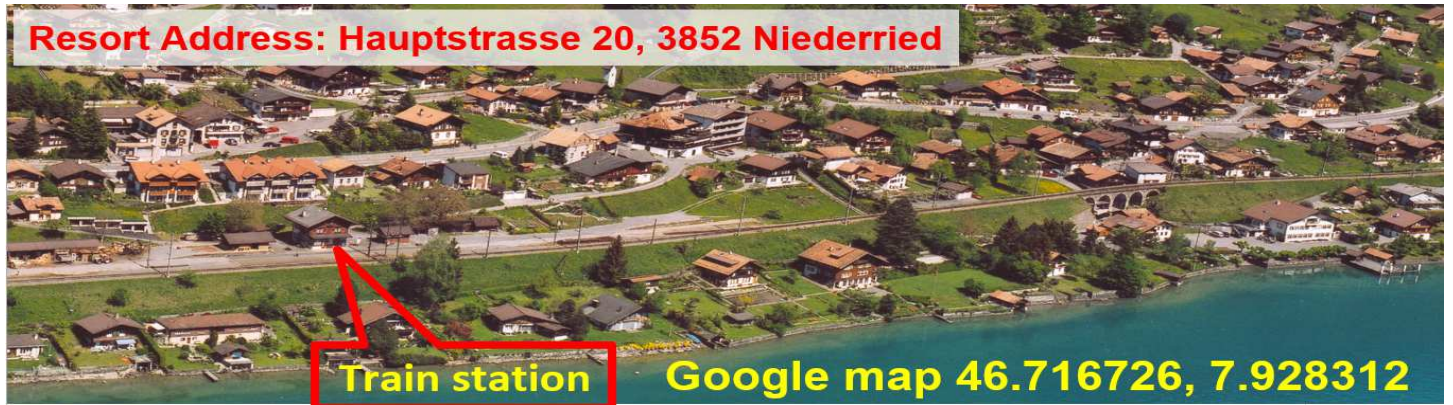 Resort Address: Hauptstrasse 20, 3852 Niederried
Train station
Google map 46.716726, 7.928312